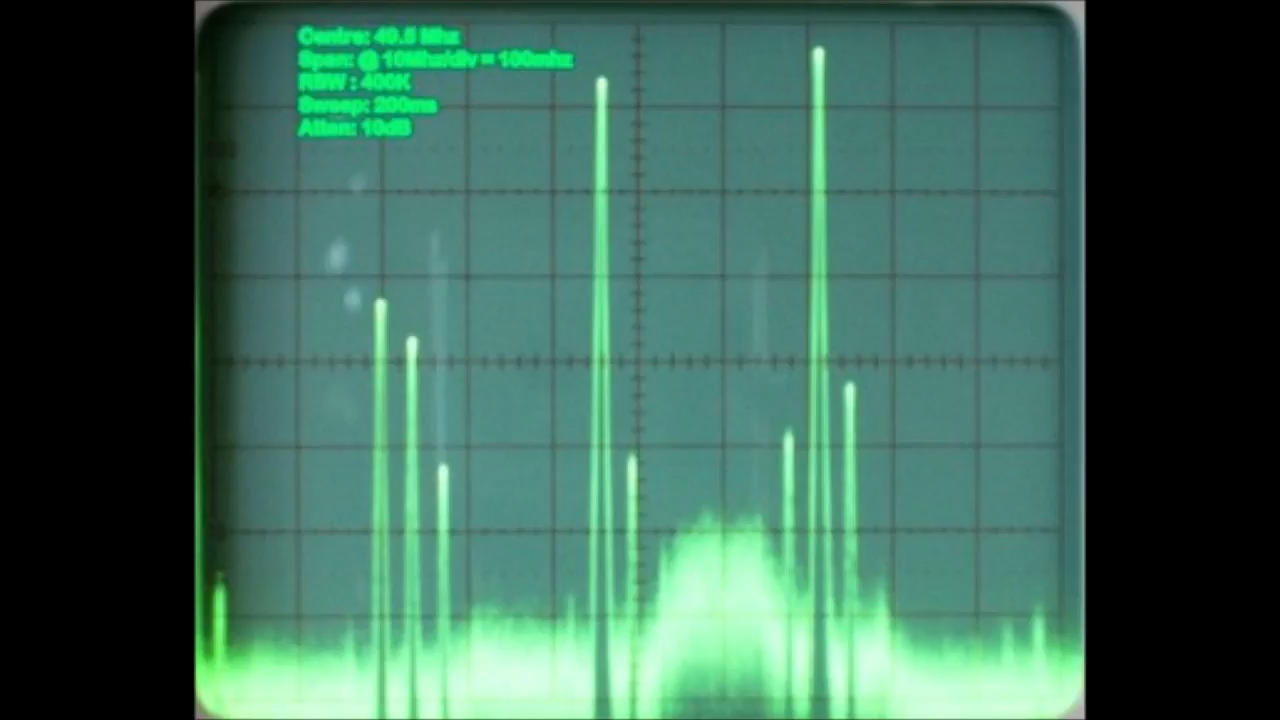 Centre: 49.5 Mhz
Span: @ 10Mhz/div = 100mhz
RBW : 400K
Sweep: 200ms
Atten: 10dB